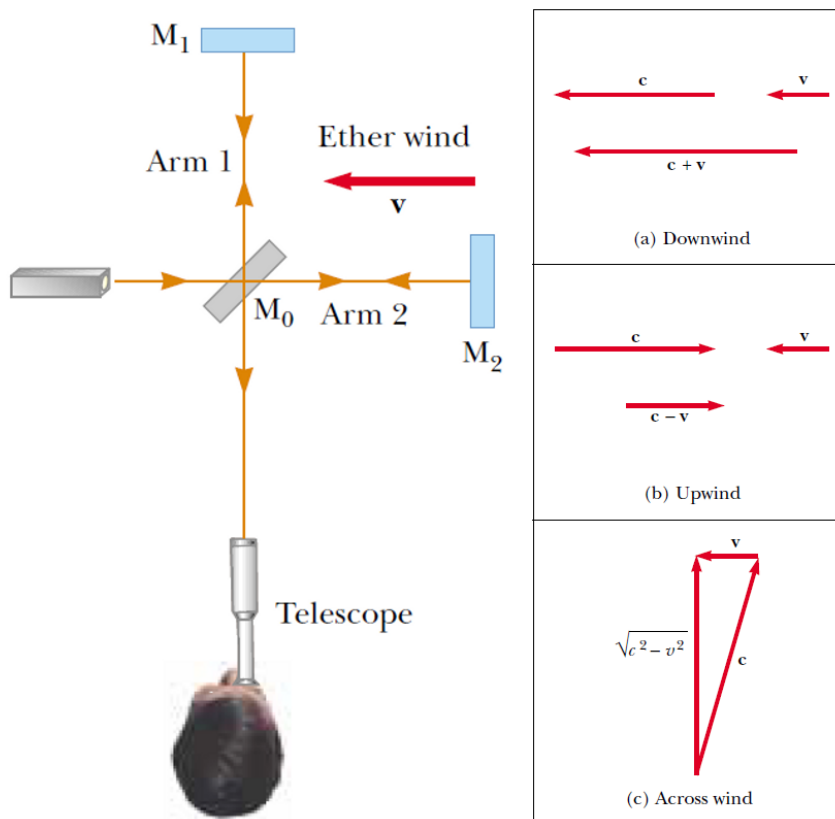 M₁
Arm 1
Ether wind
v
M₀
Arm 2
M₂
Telescope
c
v
c + v
(a) Downwind
c
v
c − v
(b) Upwind
v
√c² − v²
c
(c) Across wind